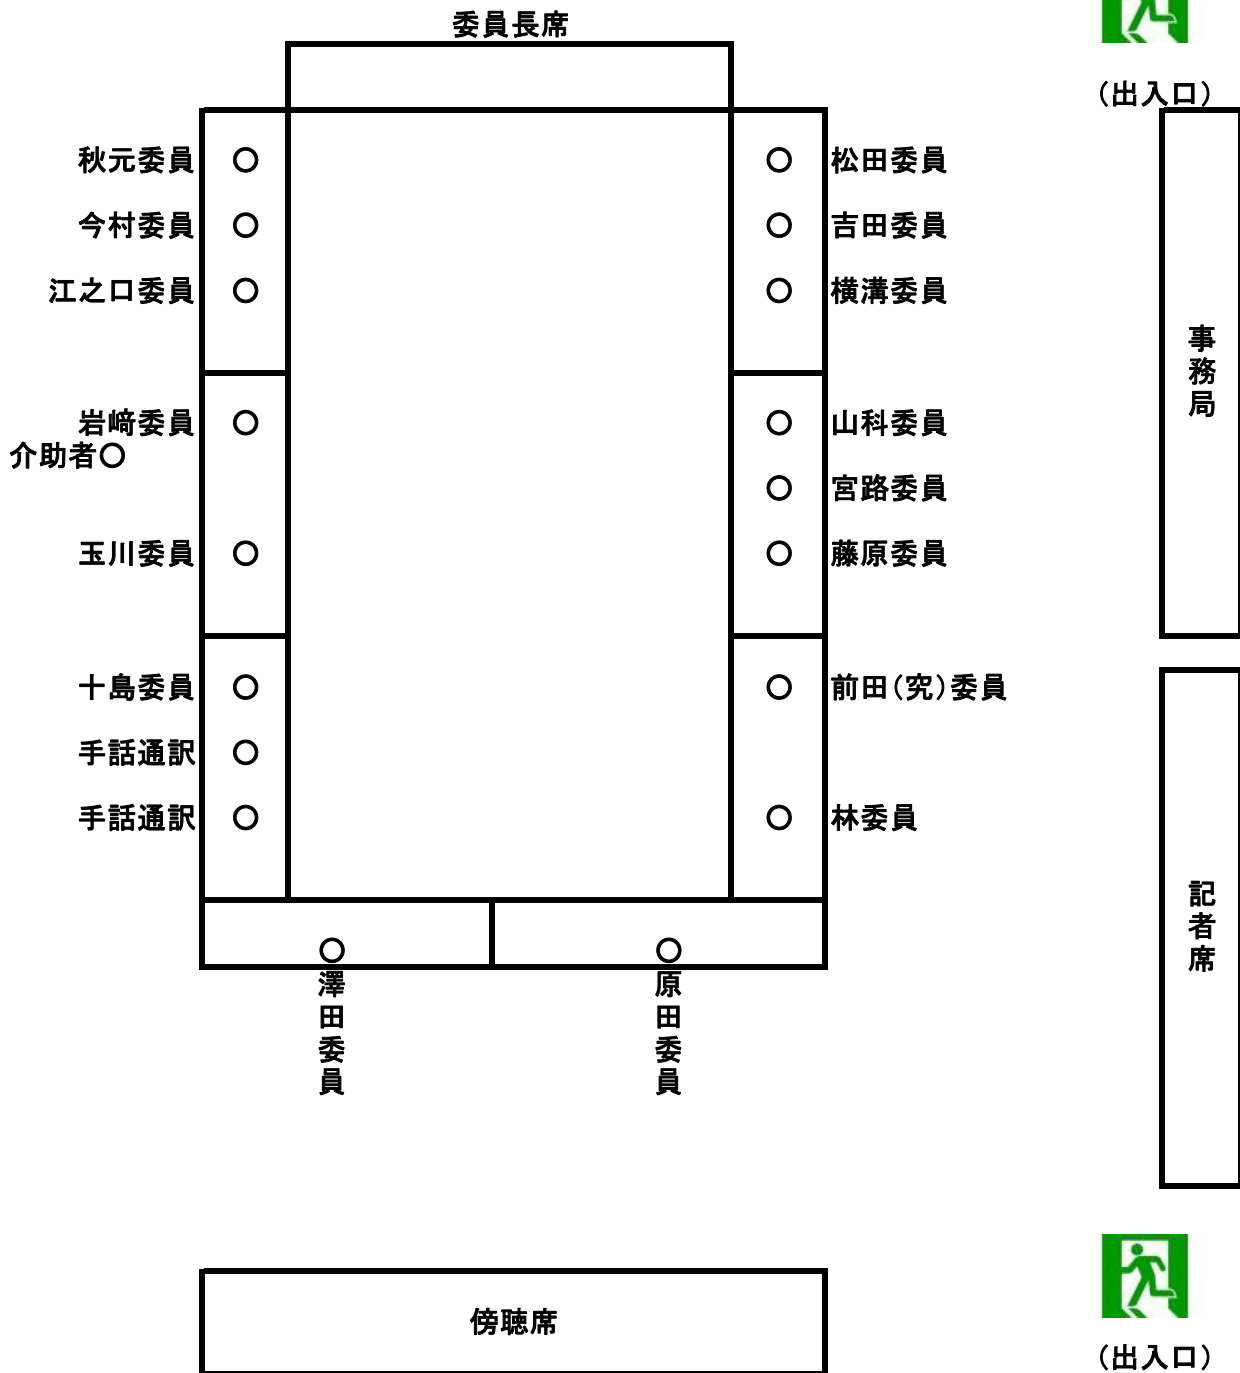 委員長席
（出入口）
秋元委員 ○ ○ 松田委員
今村委員 ○ ○ 吉田委員
江之口委員 ○ ○ 横溝委員
事務局
岩﨑委員 ○ ○ 山科委員
介助者○
○ 宮路委員
玉川委員 ○ ○ 藤原委員
十島委員 ○ ○ 前田（究）委員
手話通訳 ○
手話通訳 ○ ○ 林委員
記者席
○ ○
澤田委員
原田委員
傍聴席
（出入口）